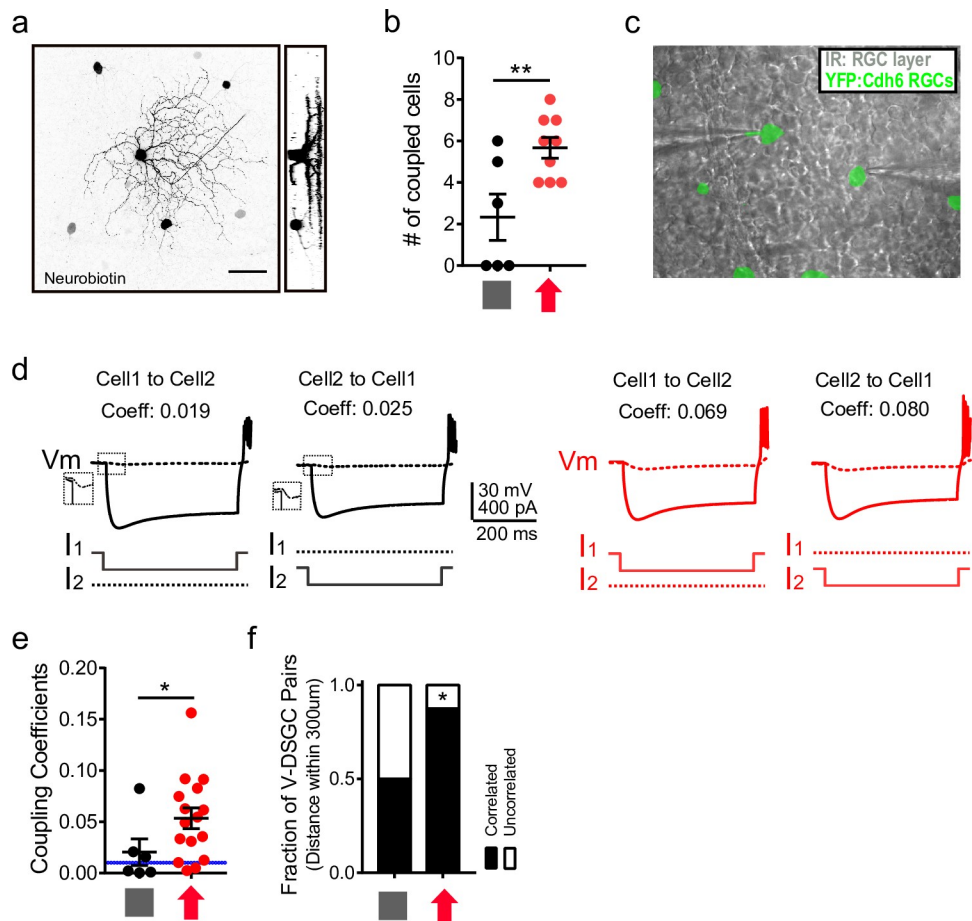 a
Neurobiotin
b
# of coupled cells
10
8
6
4
2
0
**
c
IR: RGC layer
YFP:Cdh6 RGCs
d
Cell1 to Cell2
Coeff: 0.019
Cell2 to Cell1
Coeff: 0.025
Cell1 to Cell2
Coeff: 0.069
Cell2 to Cell1
Coeff: 0.080
Vm
30 mV
400 pA
200 ms
Vm
I1
I2
I1
I2
e
Coupling Coefficients
0.20
0.15
0.10
0.05
0.00
*
f
Fraction of V-DSGC Pairs
(Distance within 300um)
1.0
0.5
0.0
*
Correlated
Uncorrelated